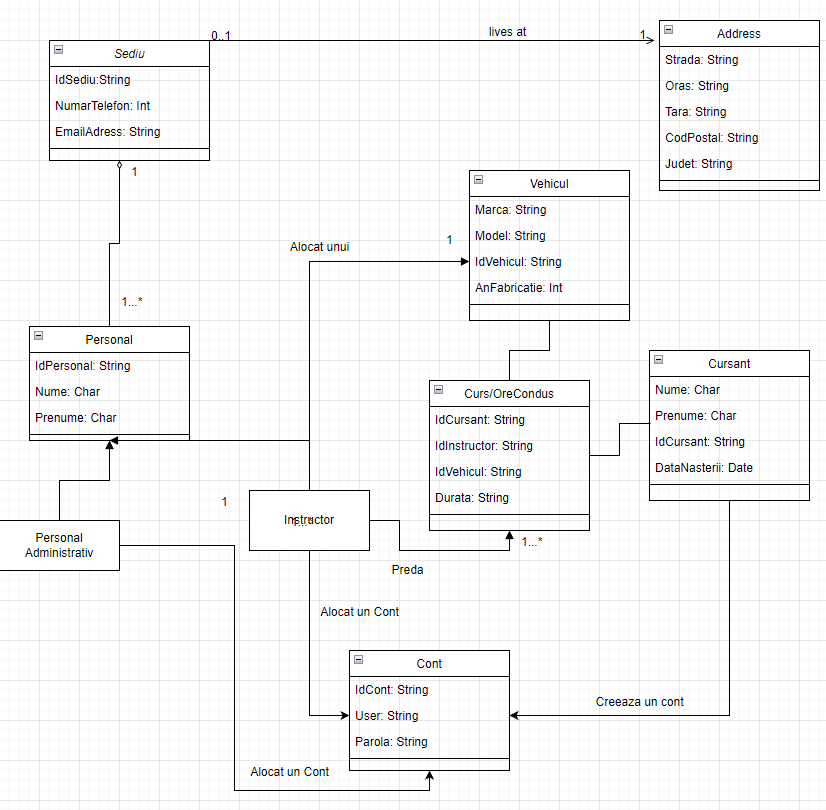 0..1
lives at
1
Sediu
IdSediu:String
NumarTelefon: Int
EmailAdress: String
Address
Strada: String
Oras: String
Tara: String
CodPostal: String
Judet: String
1
Vehicul
Marca: String
Model: String
IdVehicul: String
AnFabricatie: Int
Alocat unui
1
1...*
Personal
IdPersonal: String
Nume: Char
Prenume: Char
Curs/OreCondus
IdCursant: String
IdInstructor: String
IdVehicul: String
Durata: String
Cursant
Nume: Char
Prenume: Char
IdCursant: String
DataNasterii: Date
1
Instructor
Personal
Administrativ
1...*
Preda
Alocat un Cont
Cont
IdCont: String
User: String
Parola: String
Creeaza un cont
Alocat un Cont